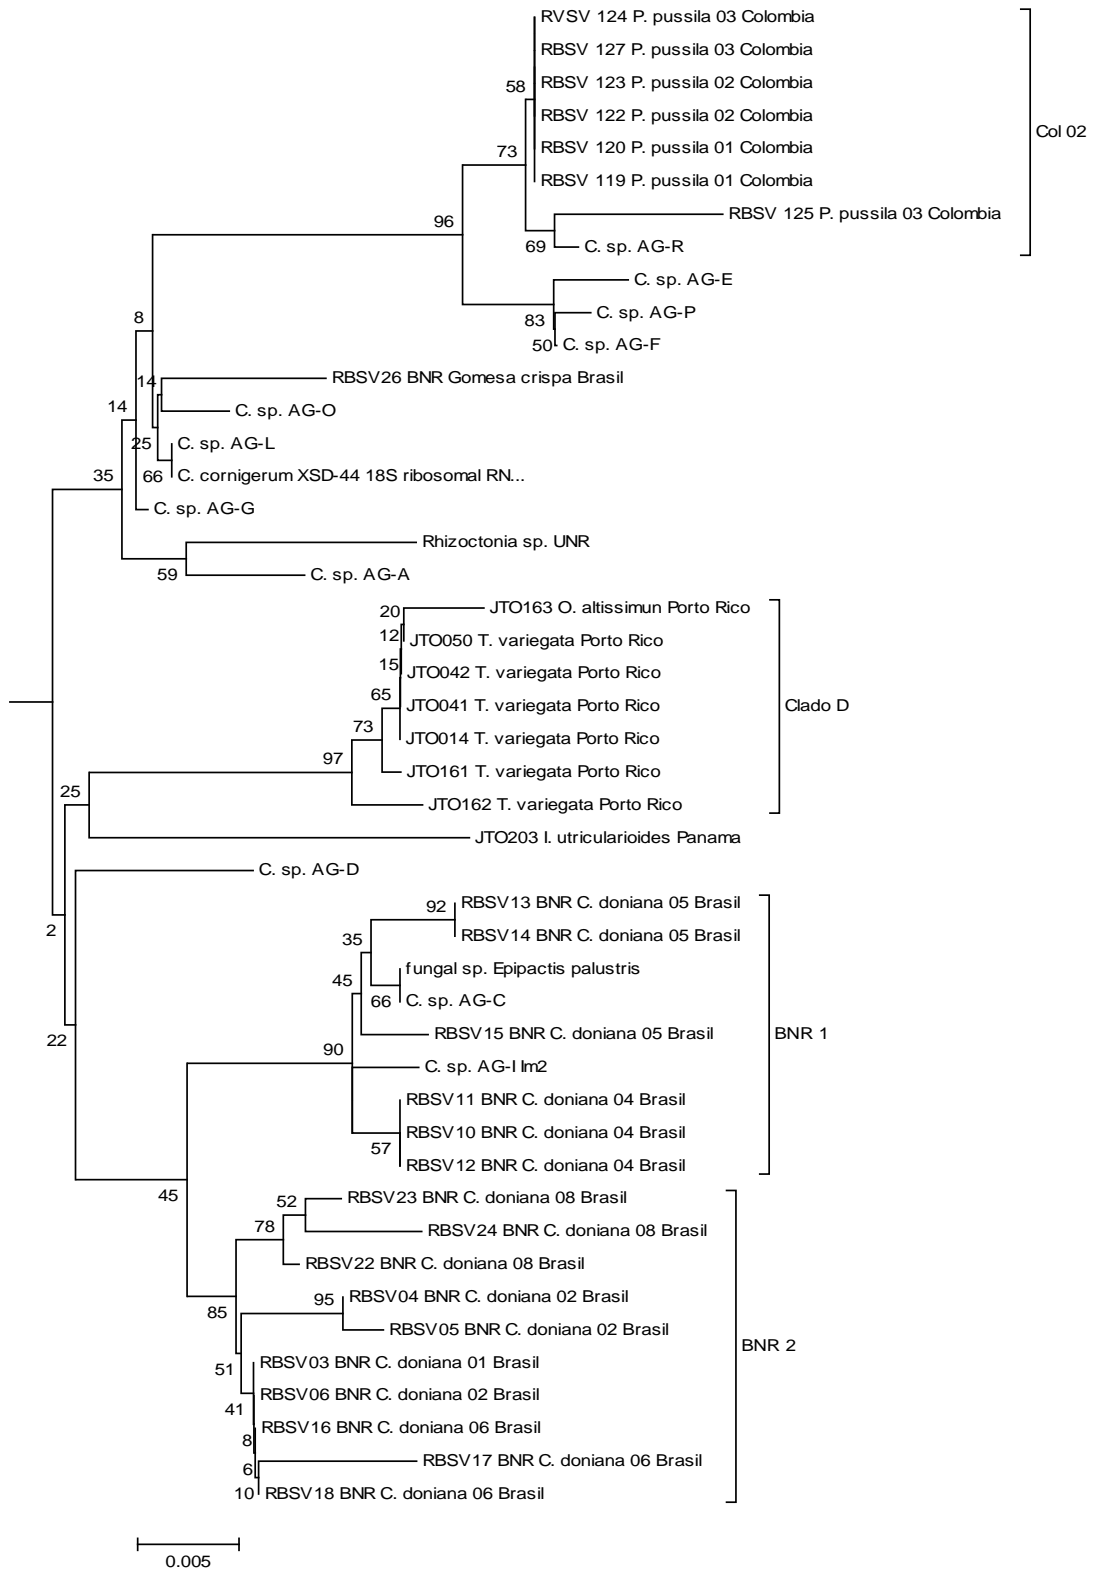 RVSV 124 P. pussila 03 Colombia
RBSV 127 P. pussila 03 Colombia
RBSV 123 P. pussila 02 Colombia
58
RBSV 122 P. pussila 02 Colombia
Col 02
RBSV 120 P. pussila 01 Colombia
73
RBSV 119 P. pussila 01 Colombia
RBSV 125 P. pussila 03 Colombia
96
69
C. sp. AG-R
C. sp. AG-E
C. sp. AG-P
83
8
50
C. sp. AG-F
RBSV26 BNR Gomesa crispa Brasil
14
14
C. sp. AG-O
25
C. sp. AG-L
35
66
C. cornigerum XSD-44 18S ribosomal RN...
C. sp. AG-G
Rhizoctonia sp. UNR
59
C. sp. AG-A
20
JTO163 O. altissimun Porto Rico
12
JTO050 T. variegata Porto Rico
15
JTO042 T. variegata Porto Rico
65
JTO041 T. variegata Porto Rico
Clado D
73
JTO014 T. variegata Porto Rico
97
JTO161 T. variegata Porto Rico
25
JTO162 T. variegata Porto Rico
JTO203 I. utricularioides Panama
C. sp. AG-D
92
RBSV13 BNR C. doniana 05 Brasil
2
35
RBSV14 BNR C. doniana 05 Brasil
fungal sp. Epipactis palustris
45
66
C. sp. AG-C
22
RBSV15 BNR C. doniana 05 Brasil
BNR 1
90
C. sp. AG-I Im2
RBSV11 BNR C. doniana 04 Brasil
RBSV10 BNR C. doniana 04 Brasil
57
RBSV12 BNR C. doniana 04 Brasil
45
52
RBSV23 BNR C. doniana 08 Brasil
78
RBSV24 BNR C. doniana 08 Brasil
RBSV22 BNR C. doniana 08 Brasil
85
95
RBSV04 BNR C. doniana 02 Brasil
RBSV05 BNR C. doniana 02 Brasil
BNR 2
51
RBSV03 BNR C. doniana 01 Brasil
41
RBSV06 BNR C. doniana 02 Brasil
8
RBSV16 BNR C. doniana 06 Brasil
6
RBSV17 BNR C. doniana 06 Brasil
10
RBSV18 BNR C. doniana 06 Brasil
0.005